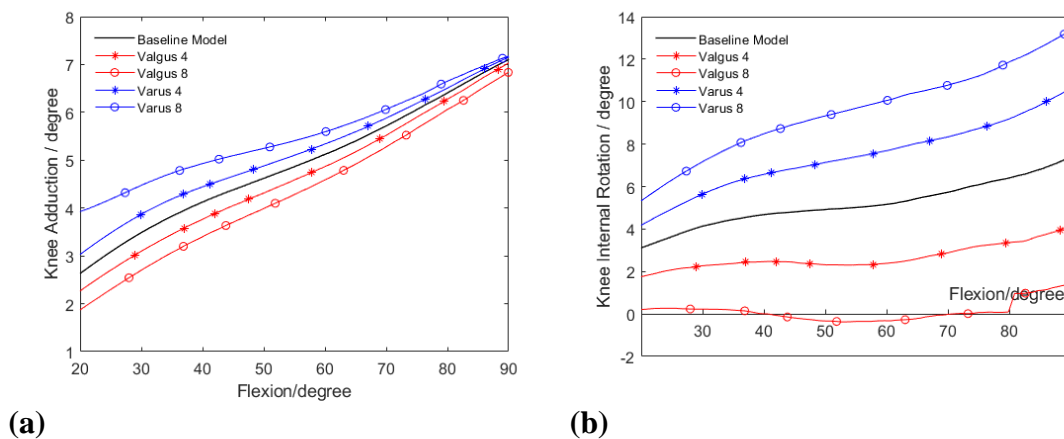 8
7
6
5
4
3
2
1
Knee Adduction / degree
Baseline Model
Valgus 4
Valgus 8
Varus 4
Varus 8
20 30 40 50 60 70 80 90
Flexion/degree
(a)
14
12
10
8
6
4
2
0
-2
Knee Internal Rotation / degree
Baseline Model
Valgus 4
Valgus 8
Varus 4
Varus 8
Flexion/degree
30 40 50 60 70 80
(b)